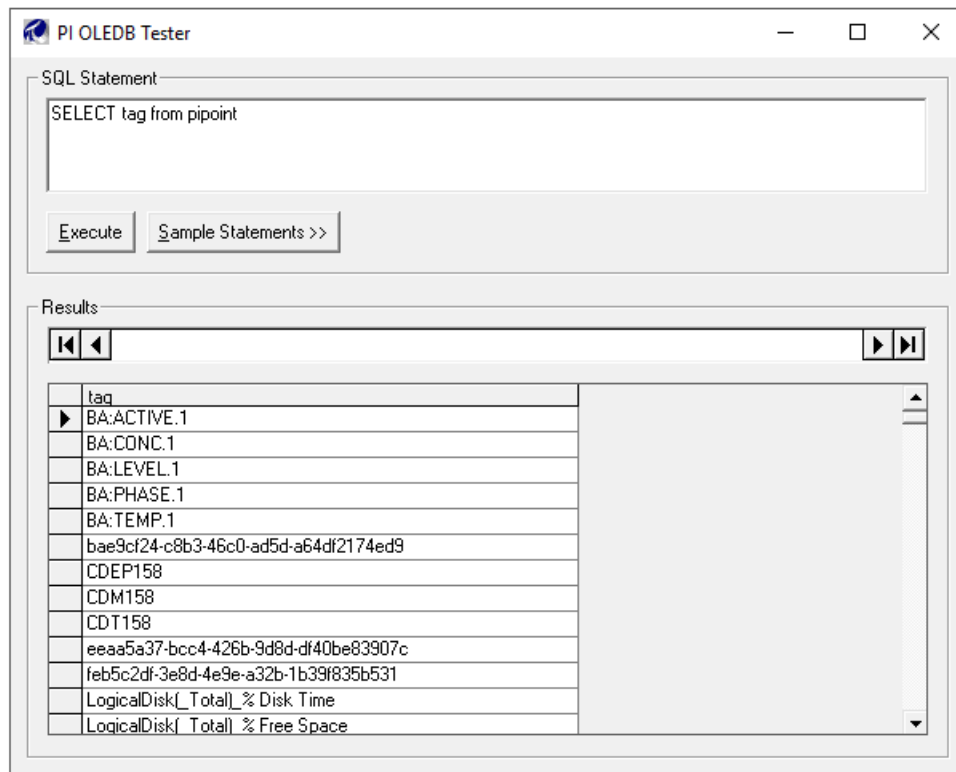 PI OLEDB Tester
SQL Statement
SELECT tag from pipoint
Execute
Sample Statements >>
Results
tag
BA:ACTIVE.1
BA:CONC.1
BA:LEVEL.1
BA:PHASE.1
BA:TEMP.1
bae9cf24-c8b3-46c0-ad5d-a64df2174ed9
CDEP158
CDM158
CDT158
eeaa5a37-bcc4-426b-9d8d-df40be83907c
feb5c2df-3e8d-4e9e-a32b-1b39f835b531
LogicalDisk(_Total)_% Disk Time
LogicalDisk(_Total)_% Free Space